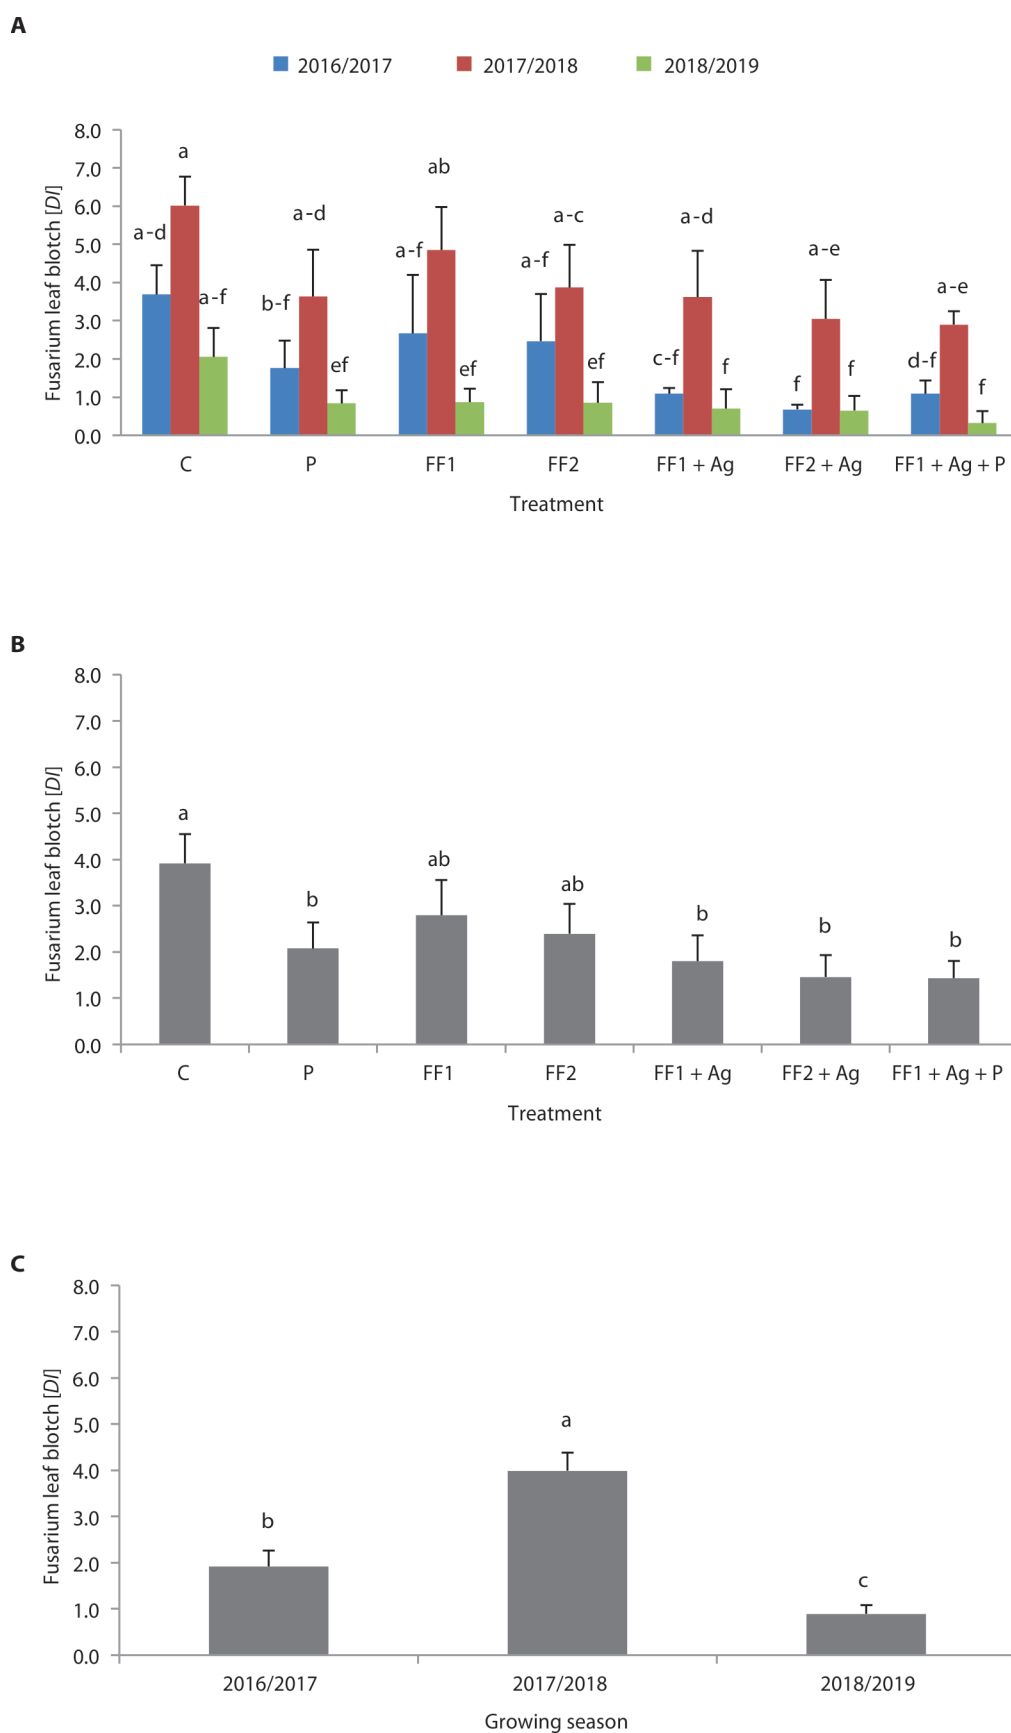 A
2016/2017 2017/2018 2018/2019
Fusarium leaf blotch [DI]
8.0
7.0
6.0
5.0
4.0
3.0
2.0
1.0
0.0
a-d a a-f
b-f a-d ef
a-f ab ef
a-f a-c ef
c-f a-d f
f a-e f
d-f a-e f
C P FF1 FF2 FF1 + Ag FF2 + Ag FF1 + Ag + P
Treatment
B
Fusarium leaf blotch [DI]
8.0
7.0
6.0
5.0
4.0
3.0
2.0
1.0
0.0
a b ab ab b b b
C P FF1 FF2 FF1 + Ag FF2 + Ag FF1 + Ag + P
Treatment
C
Fusarium leaf blotch [DI]
8.0
7.0
6.0
5.0
4.0
3.0
2.0
1.0
0.0
b a c
2016/2017 2017/2018 2018/2019
Growing season